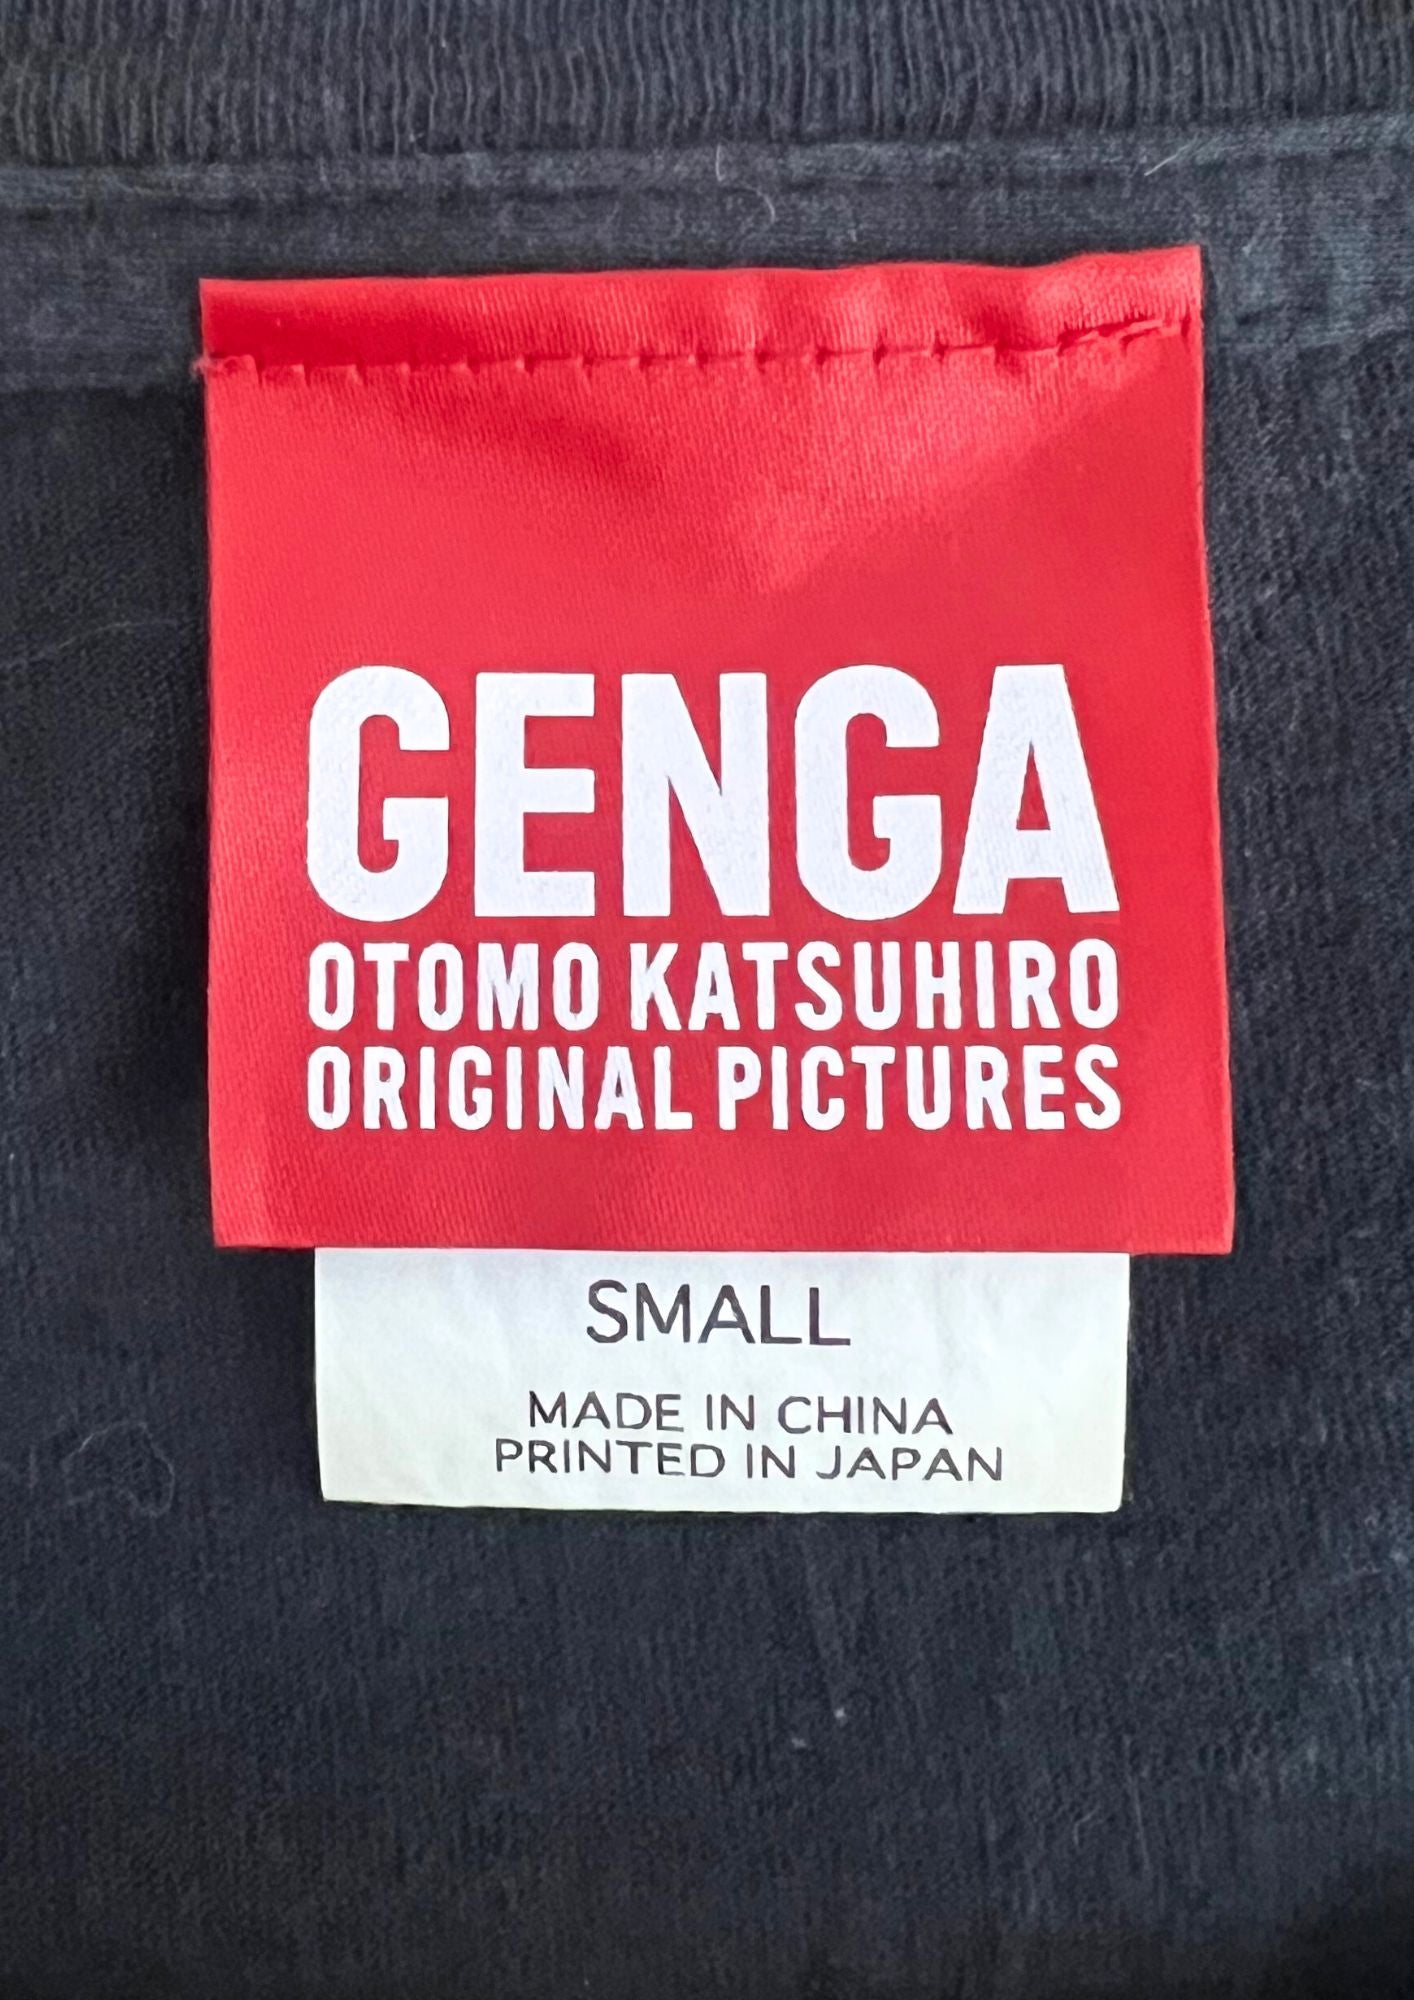 GENGA
OTOMO KATSUHIRO
ORIGINAL PICTURES
SMALL
MADE IN CHINA
PRINTED IN JAPAN